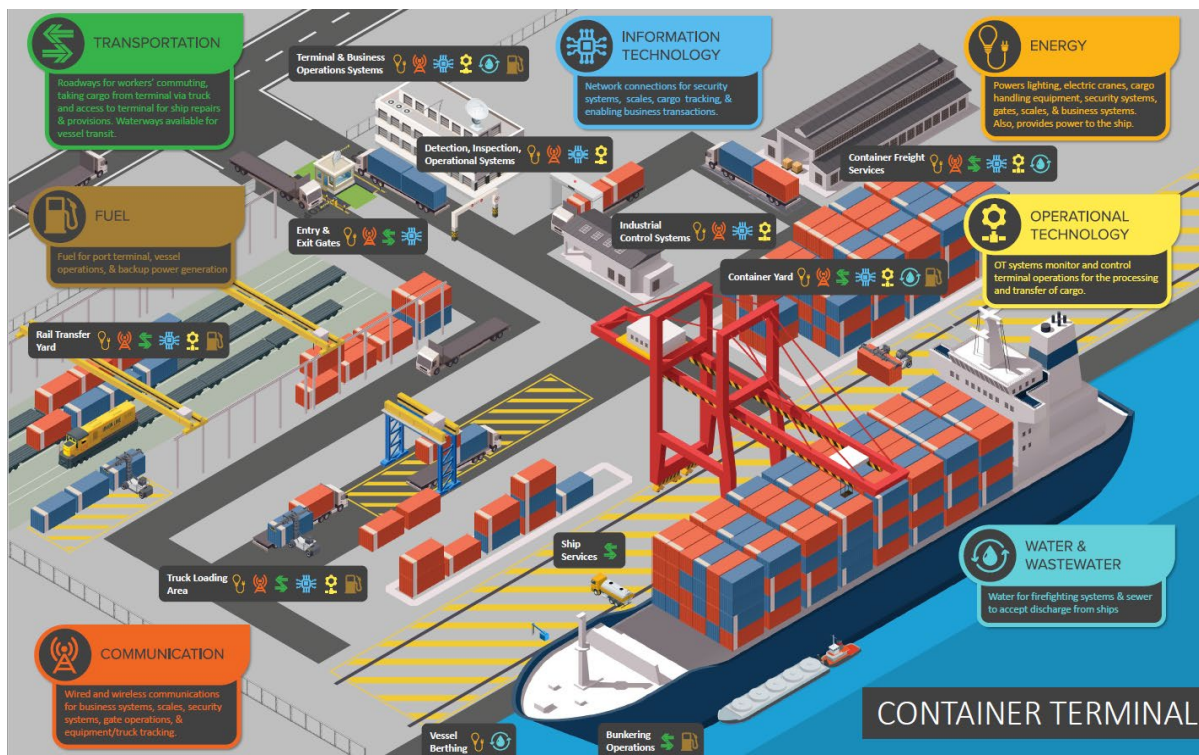 TRANSPORTATION
Roadways for workers' commuting,
taking cargo from terminal via truck
and access to terminal for ship repairs
& provisions. Waterways available for
vessel transit.
Terminal & Business
Operations Systems
INFORMATION
TECHNOLOGY
Network connections for security
systems, scales, cargo tracking, &
enabling business transactions.
ENERGY
Powers lighting, electric cranes, cargo
handling equipment, security systems,
gates, scales, & business systems.
Also, provides power to the ship.
Detection, Inspection,
Operational Systems
Container Freight
Services
FUEL
Fuel for port terminal, vessel
operations, & backup power generation
Entry &
Exit Gates
Industrial
Control Systems
OPERATIONAL
TECHNOLOGY
OT systems monitor and control
terminal operations for the processing
and transfer of cargo.
Container Yard
Rail Transfer
Yard
Ship
Services
WATER &
WASTEWATER
Water for firefighting systems & sewer
to accept discharge from ships
Truck Loading
Area
COMMUNICATION
Wired and wireless communications
for business systems, scales, security
systems, gate operations, &
equipment/truck tracking.
Vessel
Berthing
Bunkering
Operations
CONTAINER TERMINAL